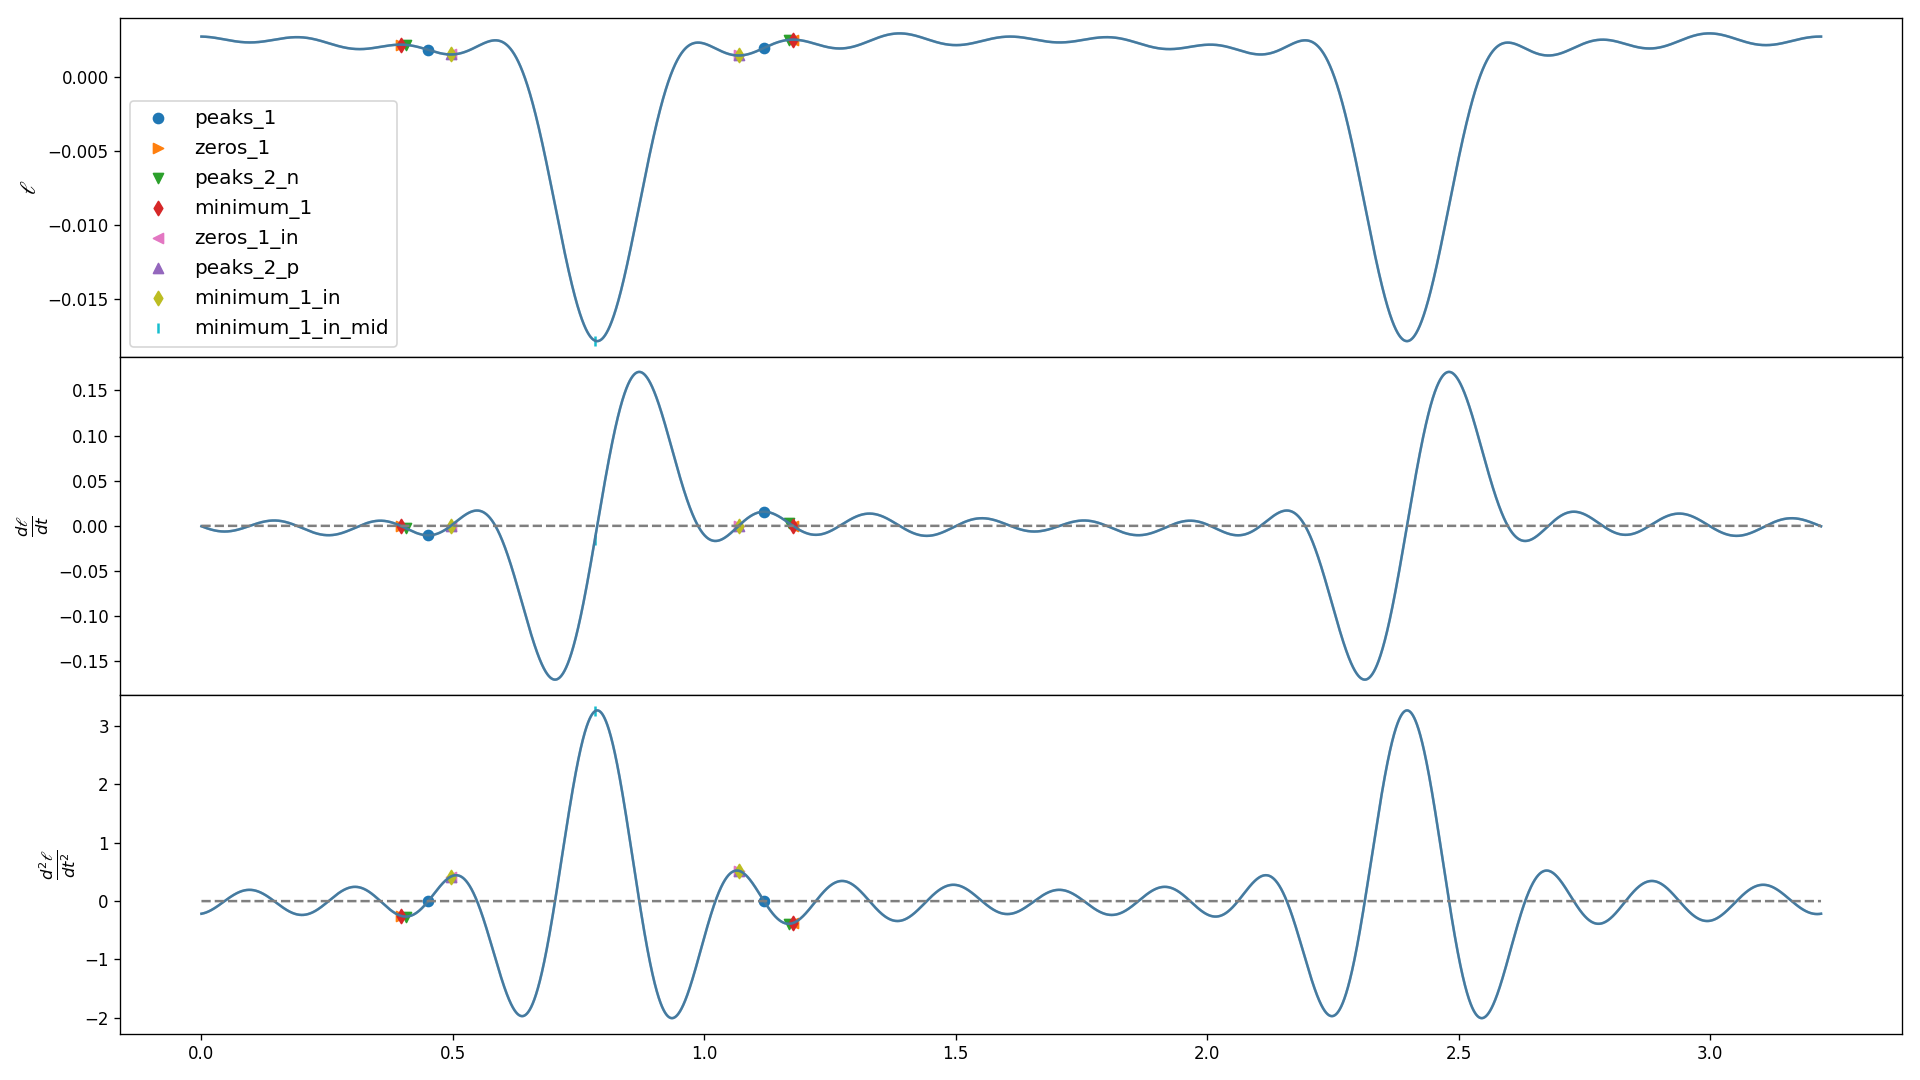 0.000
−0.005
−0.010
−0.015
ℓ
peaks_1
zeros_1
peaks_2_n
minimum_1
zeros_1_in
peaks_2_p
minimum_1_in
minimum_1_in_mid
0.15
0.10
0.05
0.00
−0.05
−0.10
−0.15
dℓ
dt
3
2
1
0
−1
−2
d²ℓ
dt²
0.0 0.5 1.0 1.5 2.0 2.5 3.0